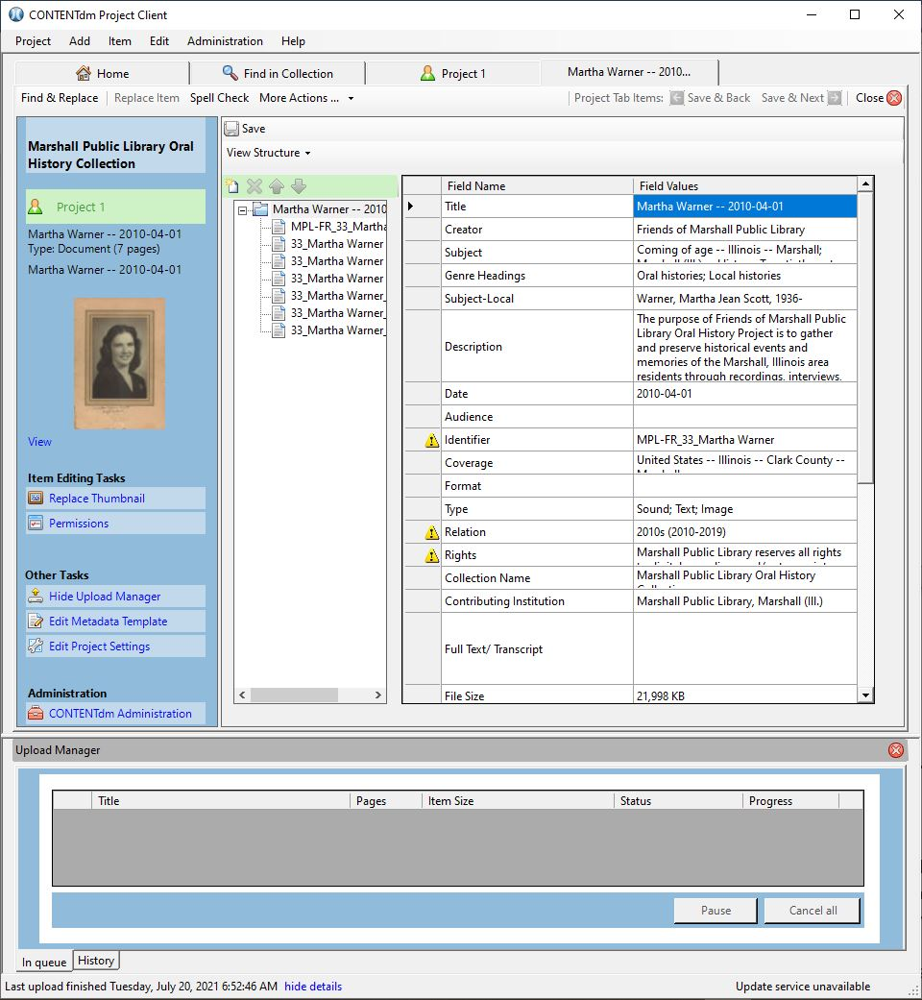 CONTENTdm Project Client
Project Add Item Edit Administration Help
Home Find in Collection Project 1 Martha Warner -- 2010...
Find & Replace Replace Item Spell Check More Actions ... Project Tab Items: Save & Back Save & Next Close
Marshall Public Library Oral
History Collection
Project 1
Martha Warner -- 2010-04-01
Type: Document (7 pages)
Martha Warner -- 2010-04-01
View
Item Editing Tasks
Replace Thumbnail
Permissions
Other Tasks
Hide Upload Manager
Edit Metadata Template
Edit Project Settings
Administration
CONTENTdm Administration
Save
View Structure
Martha Warner -- 2010
MPL-FR_33_Martha
33_Martha Warner
33_Martha Warner
33_Martha Warner
33_Martha Warner_
33_Martha Warner_
33_Martha Warner_
Field Name Field Values
Title Martha Warner -- 2010-04-01
Creator Friends of Marshall Public Library
Subject Coming of age -- Illinois -- Marshall;
Genre Headings Oral histories; Local histories
Subject-Local Warner, Martha Jean Scott, 1936-
Description The purpose of Friends of Marshall Public
Library Oral History Project is to gather
and preserve historical events and
memories of the Marshall, Illinois area
residents through recordings, interviews,
Date 2010-04-01
Audience
Identifier MPL-FR_33_Martha Warner
Coverage United States -- Illinois -- Clark County --
Format
Type Sound; Text; Image
Relation 2010s (2010-2019)
Rights Marshall Public Library reserves all rights
Collection Name Marshall Public Library Oral History
Contributing Institution Marshall Public Library, Marshall (Ill.)
Full Text/ Transcript
File Size 21,998 KB
Upload Manager
Title Pages Item Size Status Progress
Pause Cancel all
In queue History
Last upload finished Tuesday, July 20, 2021 6:52:46 AM hide details Update service unavailable